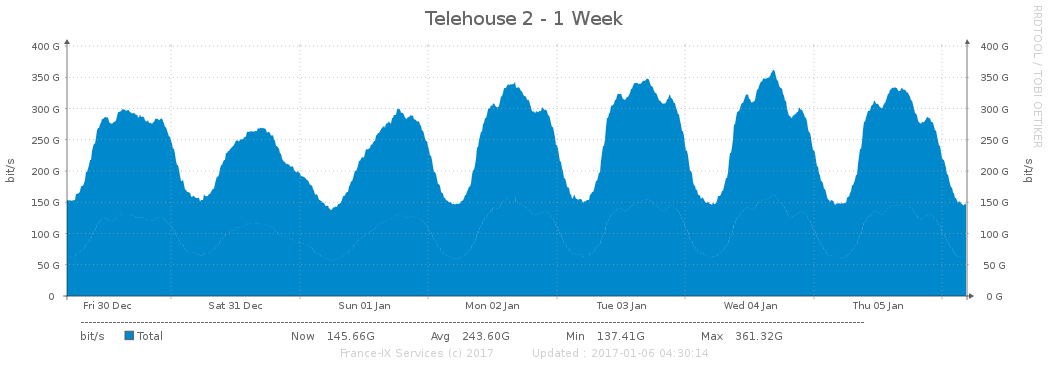 Telehouse 2 - 1 Week
RRDTOOL / TOBI OETIKER
400 G 400 G
350 G 350 G
300 G 300 G
250 G 250 G
200 G 200 G
150 G 150 G
100 G 100 G
50 G 50 G
0 0 G
bit/s bit/s
Fri 30 Dec Sat 31 Dec Sun 01 Jan Mon 02 Jan Tue 03 Jan Wed 04 Jan Thu 05 Jan
bit/s Total Now 145.66G Avg 243.60G Min 137.41G Max 361.32G
France-IX Services (c) 2017 Updated : 2017-01-06 04:30:14